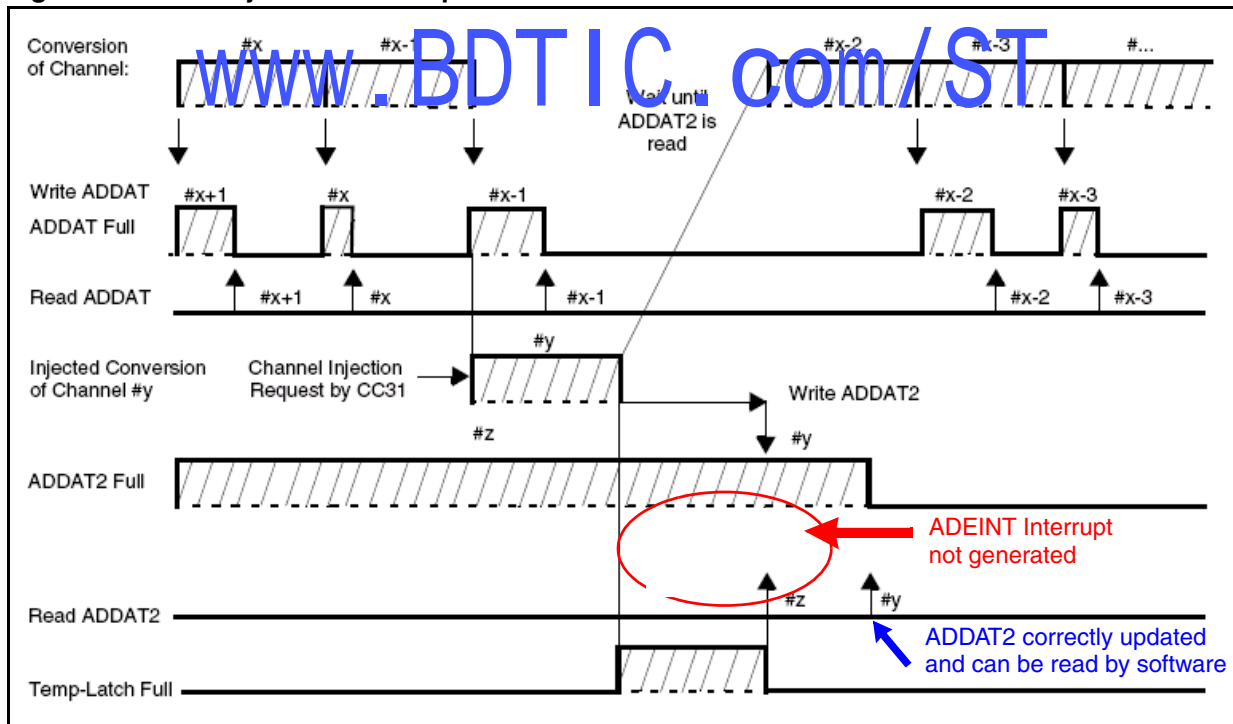 Conversion
of Channel:
#x
#x-1
#x-2
#x-3
#...
www.BDTIC.com/ST
Wait until
ADDAT2 is
read
Write ADDAT
ADDAT Full
#x+1
#x
#x-1
#x-2
#x-3
Read ADDAT
#x+1
#x
#x-1
#x-2
#x-3
Injected Conversion
of Channel #y
Channel Injection
Request by CC31
#y
Write ADDAT2
#z
#y
ADDAT2 Full
ADEINT Interrupt
not generated
Read ADDAT2
#z
#y
ADDAT2 correctly updated
and can be read by software
Temp-Latch Full